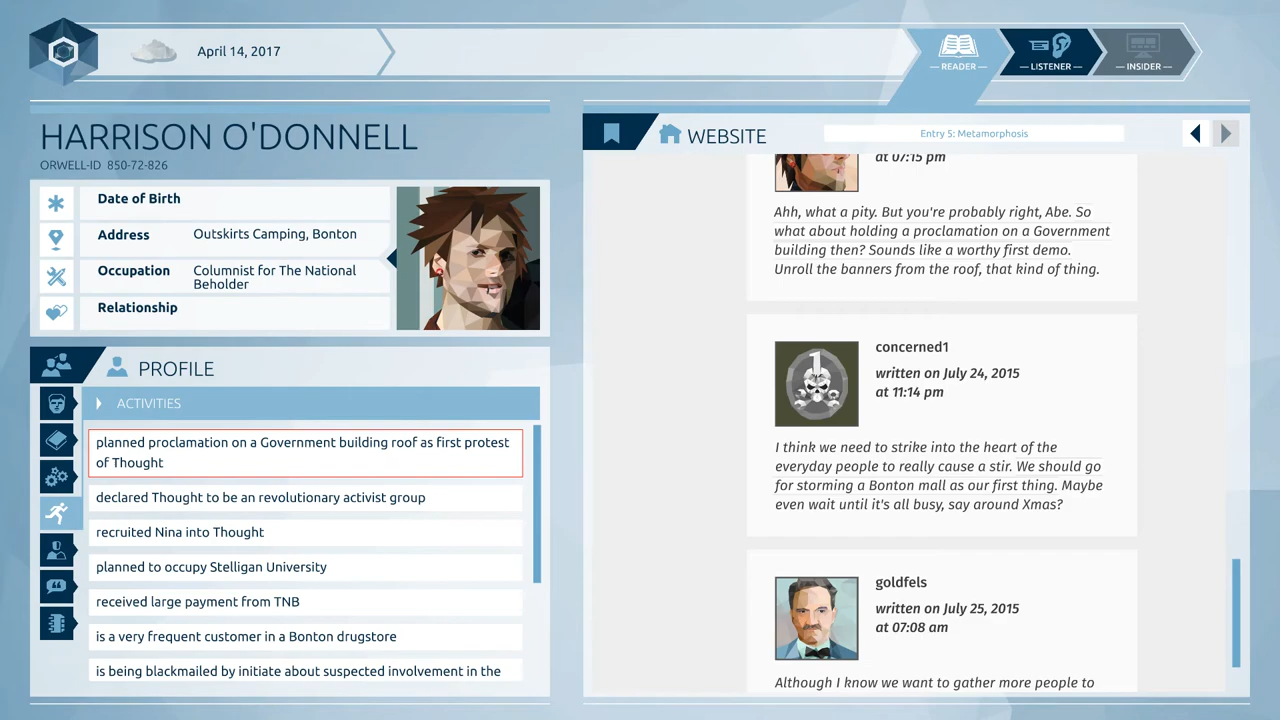 April 14, 2017
— READER —
— LISTENER —
— INSIDER —
HARRISON O'DONNELL
ORWELL-ID 850-72-826
Date of Birth
Address Outskirts Camping, Bonton
Occupation Columnist for The National
Beholder
Relationship
PROFILE
ACTIVITIES
planned proclamation on a Government building roof as first protest
of Thought
declared Thought to be an revolutionary activist group
recruited Nina into Thought
planned to occupy Stelligan University
received large payment from TNB
is a very frequent customer in a Bonton drugstore
is being blackmailed by initiate about suspected involvement in the
WEBSITE
Entry 5: Metamorphosis
at 07:15 pm
Ahh, what a pity. But you're probably right, Abe. So
what about holding a proclamation on a Government
building then? Sounds like a worthy first demo.
Unroll the banners from the roof, that kind of thing.
1
concerned1
written on July 24, 2015
at 11:14 pm
I think we need to strike into the heart of the
everyday people to really cause a stir. We should go
for storming a Bonton mall as our first thing. Maybe
even wait until it's all busy, say around Xmas?
goldfels
written on July 25, 2015
at 07:08 am
Although I know we want to gather more people to